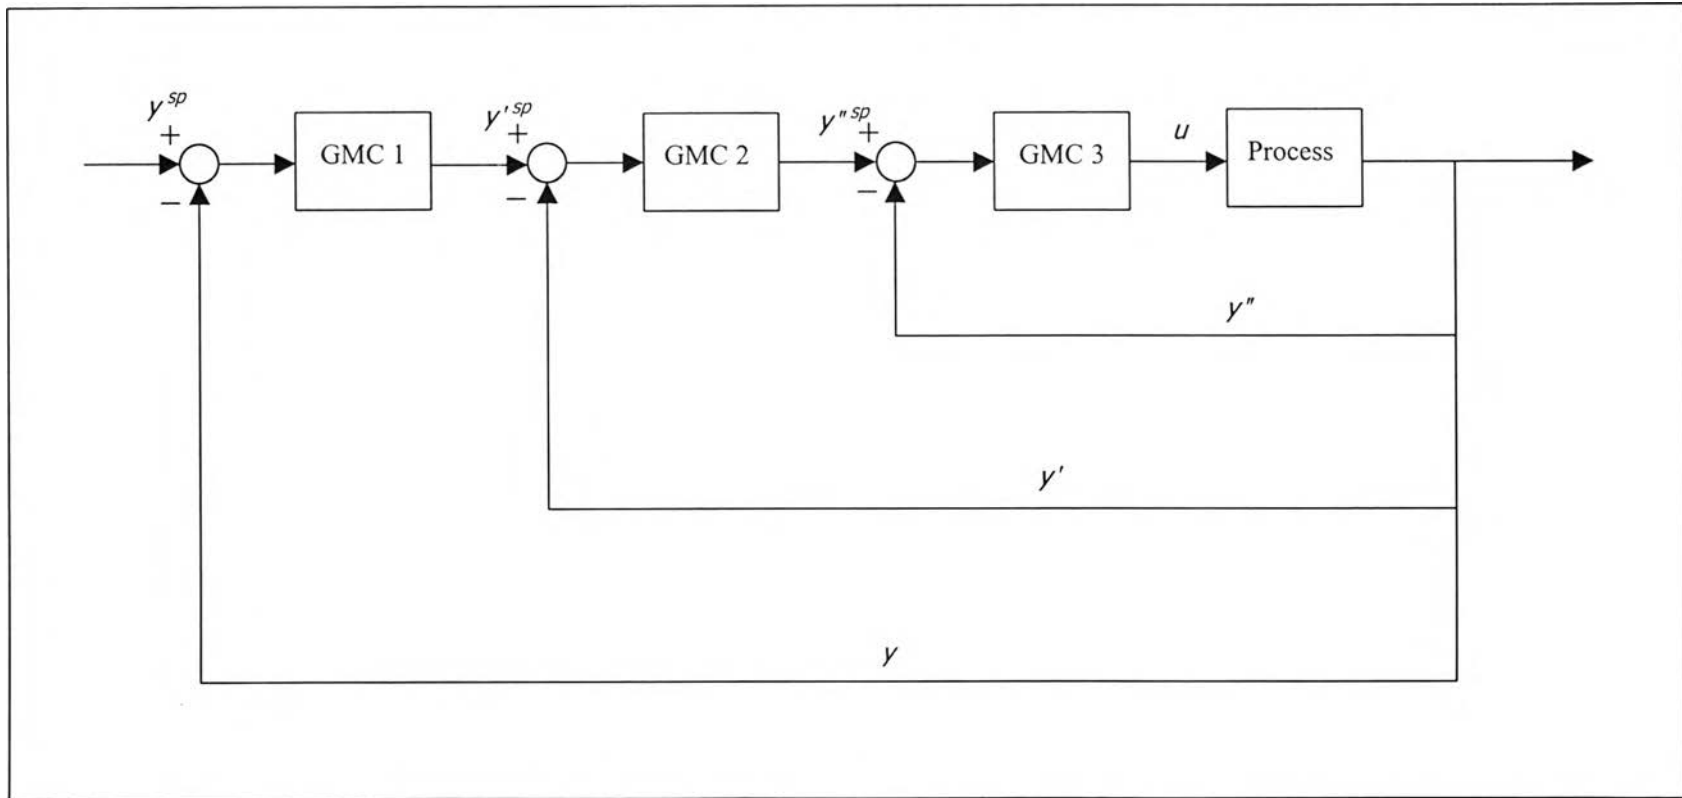 y sp
+
−
GMC 1
y' sp
+
−
GMC 2
y'' sp
+
−
GMC 3
u
Process
y''
y'
y